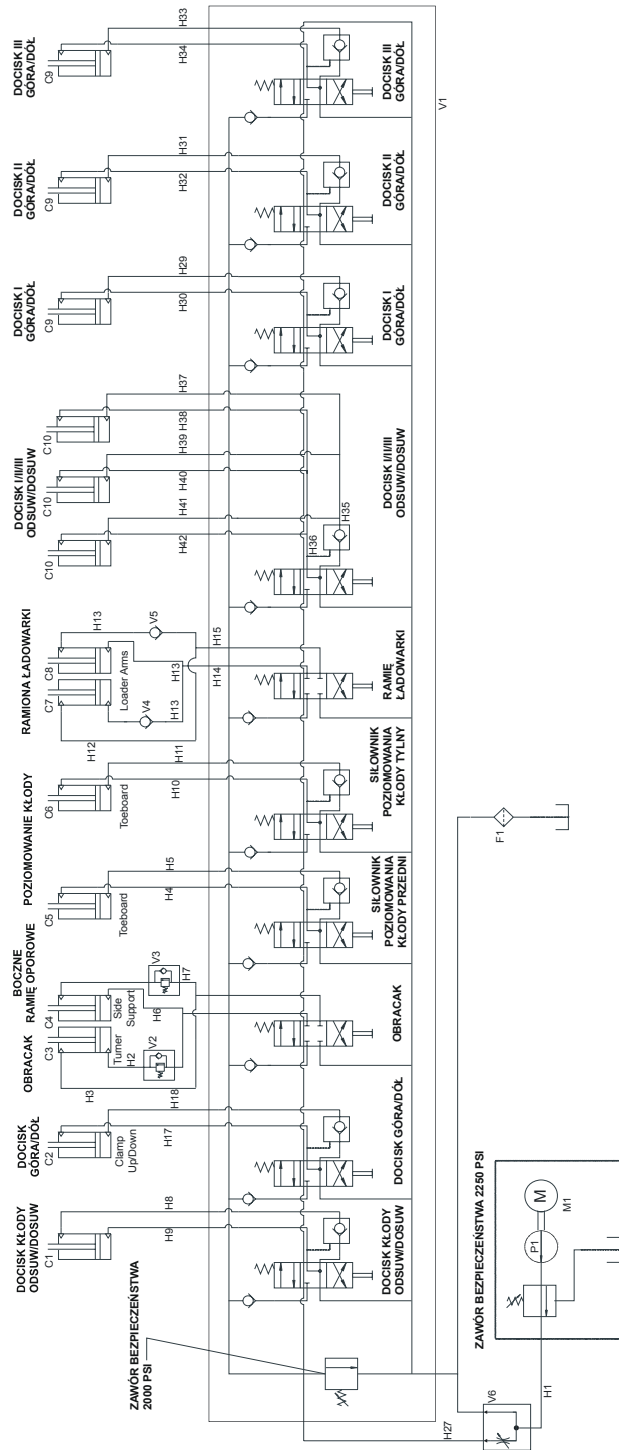 DOCISK KŁODY
ODSUW/DOSUW
DOCISK
GÓRA/DÓŁ
OBRACAK
BOCZNE
RAMIĘ OPOROWE
POZIOMOWANIE KŁODY
RAMIONA ŁADOWARKI
DOCISK I/II/III
ODSUW/DOSUW
DOCISK I
GÓRA/DÓŁ
DOCISK II
GÓRA/DÓŁ
DOCISK III
GÓRA/DÓŁ
C1
C2
C3
C4
C5
C6
C7
C8
C10
C10
C10
C9
C9
C9
Clamp
Up/Down
Turner
Side
Support
Toeboard
Toeboard
Loader Arms
H9
H8
H17
H3
H2
V2
H18
H6
V3
H7
H4
H5
H10
H12
H11
V4
H13
H13
H13
V5
H14
H15
H42
H41
H40
H39
H38
H37
H36
H35
H30
H29
H32
H31
H34
H33
ZAWÓR BEZPIECZEŃSTWA
2000 PSI
DOCISK KŁODY
ODSUW/DOSUW
DOCISK GÓRA/DÓŁ
OBRACAK
SIŁOWNIK
POZIOMOWANIA
KŁODY PRZEDNI
SIŁOWNIK
POZIOMOWANIA
KŁODY TYLNY
RAMIĘ
ŁADOWARKI
DOCISK I/II/III
ODSUW/DOSUW
DOCISK I
GÓRA/DÓŁ
DOCISK II
GÓRA/DÓŁ
DOCISK III
GÓRA/DÓŁ
V1
H27
V6
H1
ZAWÓR BEZPIECZEŃSTWA 2250 PSI
P1
M
M1
F1